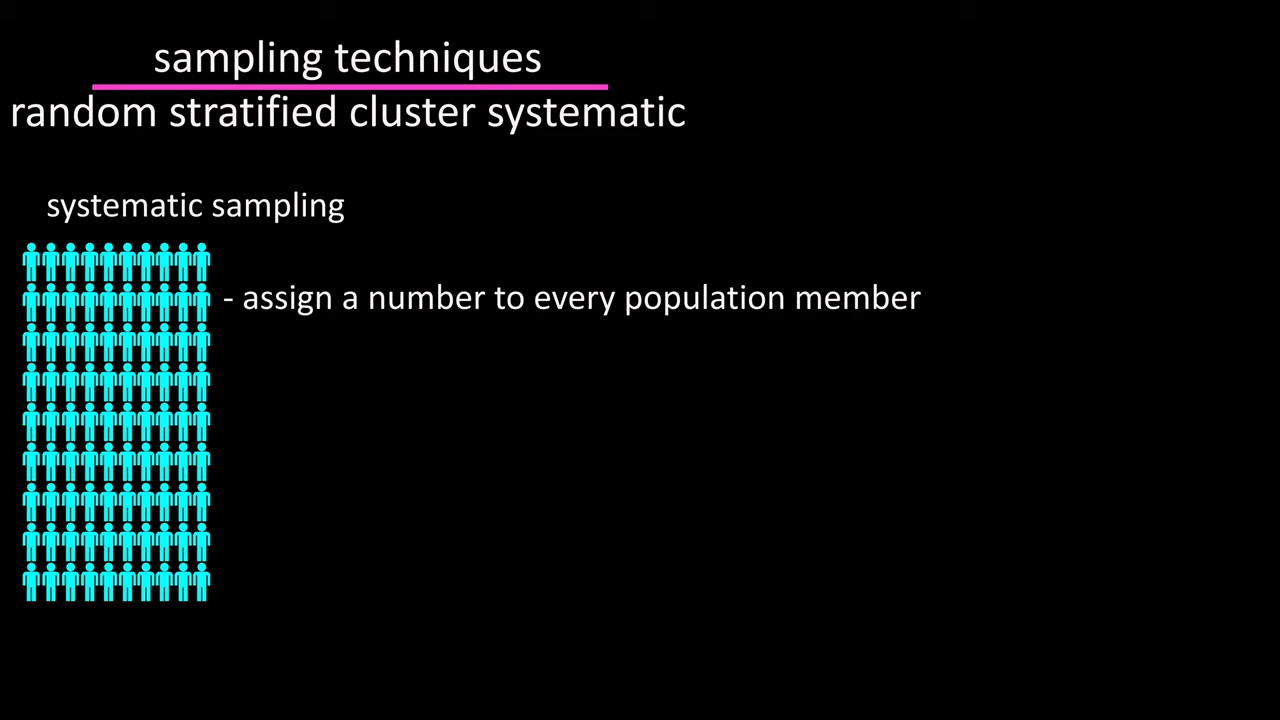 sampling techniques
random stratified cluster systematic
systematic sampling
- assign a number to every population member